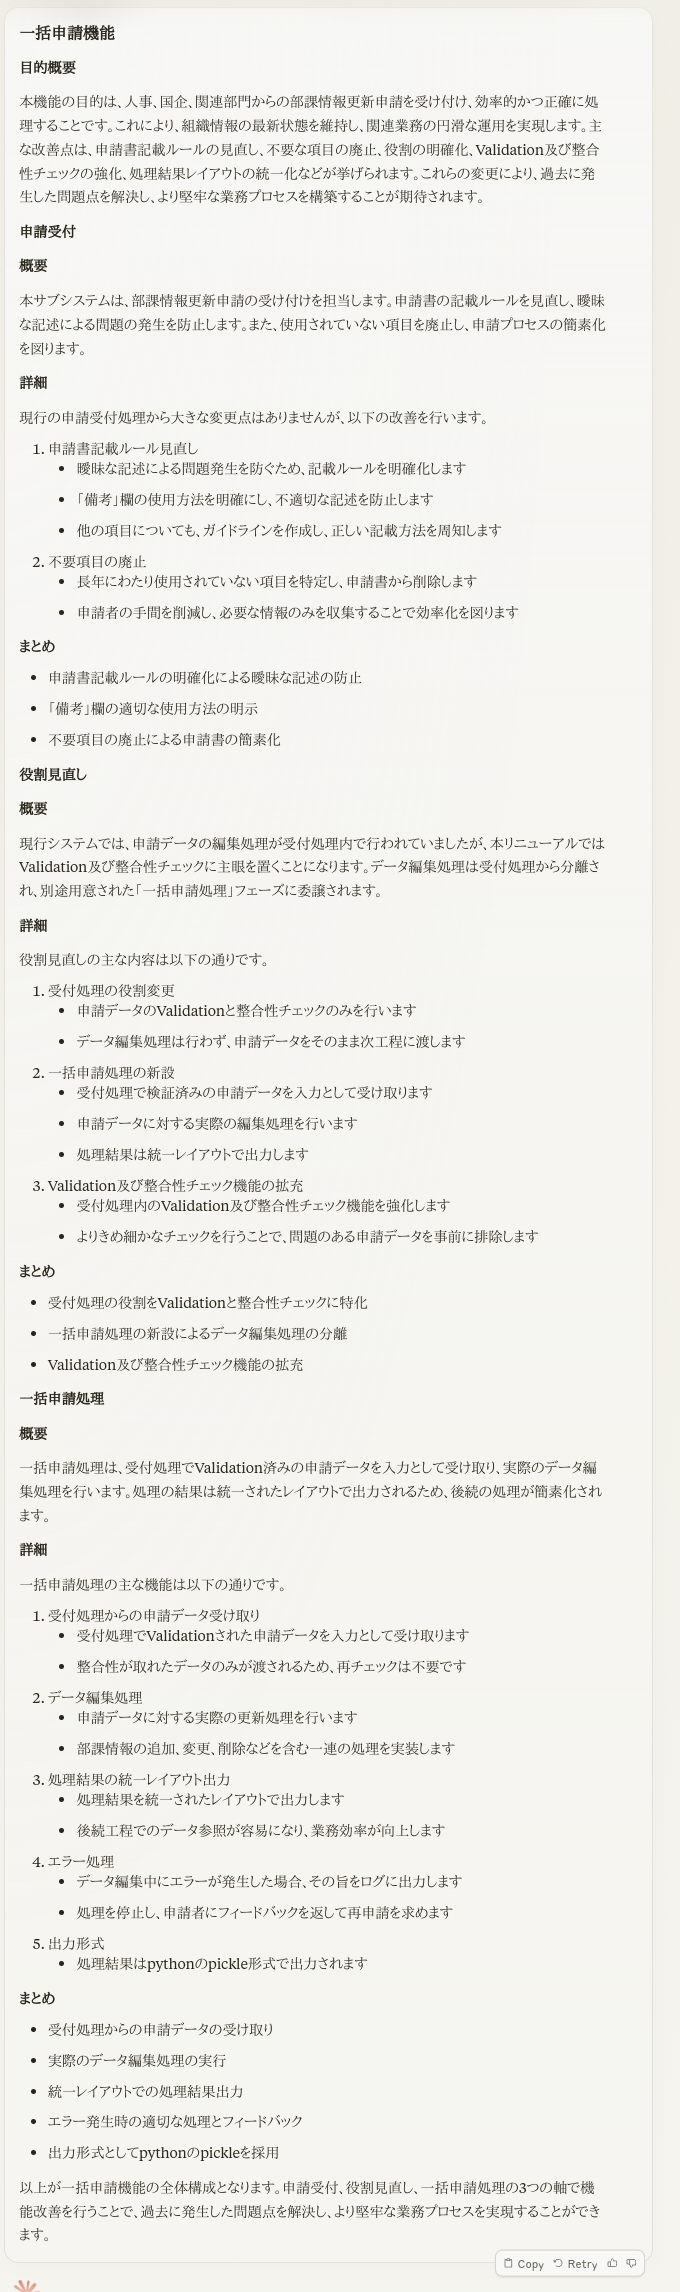 一括申請機能
目的概要
本機能の目的は、人事、国企、関連部門からの部課情報更新申請を受け付け、効率的かつ正確に処
理することです。これにより、組織情報の最新状態を維持し、関連業務の円滑な運用を実現します。主
な改善点は、申請書記載ルールの見直し、不要な項目の廃止、役割の明確化、Validation及び整合
性チェックの強化、処理結果レイアウトの統一化などが挙げられます。これらの変更により、過去に発
生した問題点を解決し、より堅牢な業務プロセスを構築することが期待されます。
申請受付
概要
本サブシステムは、部課情報更新申請の受け付けを担当します。申請書の記載ルールを見直し、曖昧
な記述による問題の発生を防止します。また、使用されていない項目を廃止し、申請プロセスの簡素化
を図ります。
詳細
現行の申請受付処理から大きな変更点はありませんが、以下の改善を行います。
1. 申請書記載ルール見直し
• 曖昧な記述による問題発生を防ぐため、記載ルールを明確化します
• 「備考」欄の使用方法を明確にし、不適切な記述を防止します
• 他の項目についても、ガイドラインを作成し、正しい記載方法を周知します
2. 不要項目の廃止
• 長年にわたり使用されていない項目を特定し、申請書から削除します
• 申請者の手間を削減し、必要な情報のみを収集することで効率化を図ります
まとめ
• 申請書記載ルールの明確化による曖昧な記述の防止
• 「備考」欄の適切な使用方法の明示
• 不要項目の廃止による申請書の簡素化
役割見直し
概要
現行システムでは、申請データの編集処理が受付処理内で行われていましたが、本リニューアルでは
Validation及び整合性チェックに主眼を置くことになります。データ編集処理は受付処理から分離さ
れ、別途用意された「一括申請処理」フェーズに委譲されます。
詳細
役割見直しの主な内容は以下の通りです。
1. 受付処理の役割変更
• 申請データのValidationと整合性チェックのみを行います
• データ編集処理は行わず、申請データをそのまま次工程に渡します
2. 一括申請処理の新設
• 受付処理で検証済みの申請データを入力として受け取ります
• 申請データに対する実際の編集処理を行います
• 処理結果は統一レイアウトで出力します
3. Validation及び整合性チェック機能の拡充
• 受付処理内のValidation及び整合性チェック機能を強化します
• よりきめ細かなチェックを行うことで、問題のある申請データを事前に排除します
まとめ
• 受付処理の役割をValidationと整合性チェックに特化
• 一括申請処理の新設によるデータ編集処理の分離
• Validation及び整合性チェック機能の拡充
一括申請処理
概要
一括申請処理は、受付処理でValidation済みの申請データを入力として受け取り、実際のデータ編
集処理を行います。処理の結果は統一されたレイアウトで出力されるため、後続の処理が簡素化され
ます。
詳細
一括申請処理の主な機能は以下の通りです。
1. 受付処理からの申請データ受け取り
• 受付処理でValidationされた申請データを入力として受け取ります
• 整合性が取れたデータのみが渡されるため、再チェックは不要です
2. データ編集処理
• 申請データに対する実際の更新処理を行います
• 部課情報の追加、変更、削除などを含む一連の処理を実装します
3. 処理結果の統一レイアウト出力
• 処理結果を統一されたレイアウトで出力します
• 後続工程でのデータ参照が容易になり、業務効率が向上します
4. エラー処理
• データ編集中にエラーが発生した場合、その旨をログに出力します
• 処理を停止し、申請者にフィードバックを返して再申請を求めます
5. 出力形式
• 処理結果はpythonのpickle形式で出力されます
まとめ
• 受付処理からの申請データの受け取り
• 実際のデータ編集処理の実行
• 統一レイアウトでの処理結果出力
• エラー発生時の適切な処理とフィードバック
• 出力形式としてpythonのpickleを採用
以上が一括申請機能の全体構成となります。申請受付、役割見直し、一括申請処理の3つの軸で機
能改善を行うことで、過去に発生した問題点を解決し、より堅牢な業務プロセスを実現することができ
ます。
Copy Retry